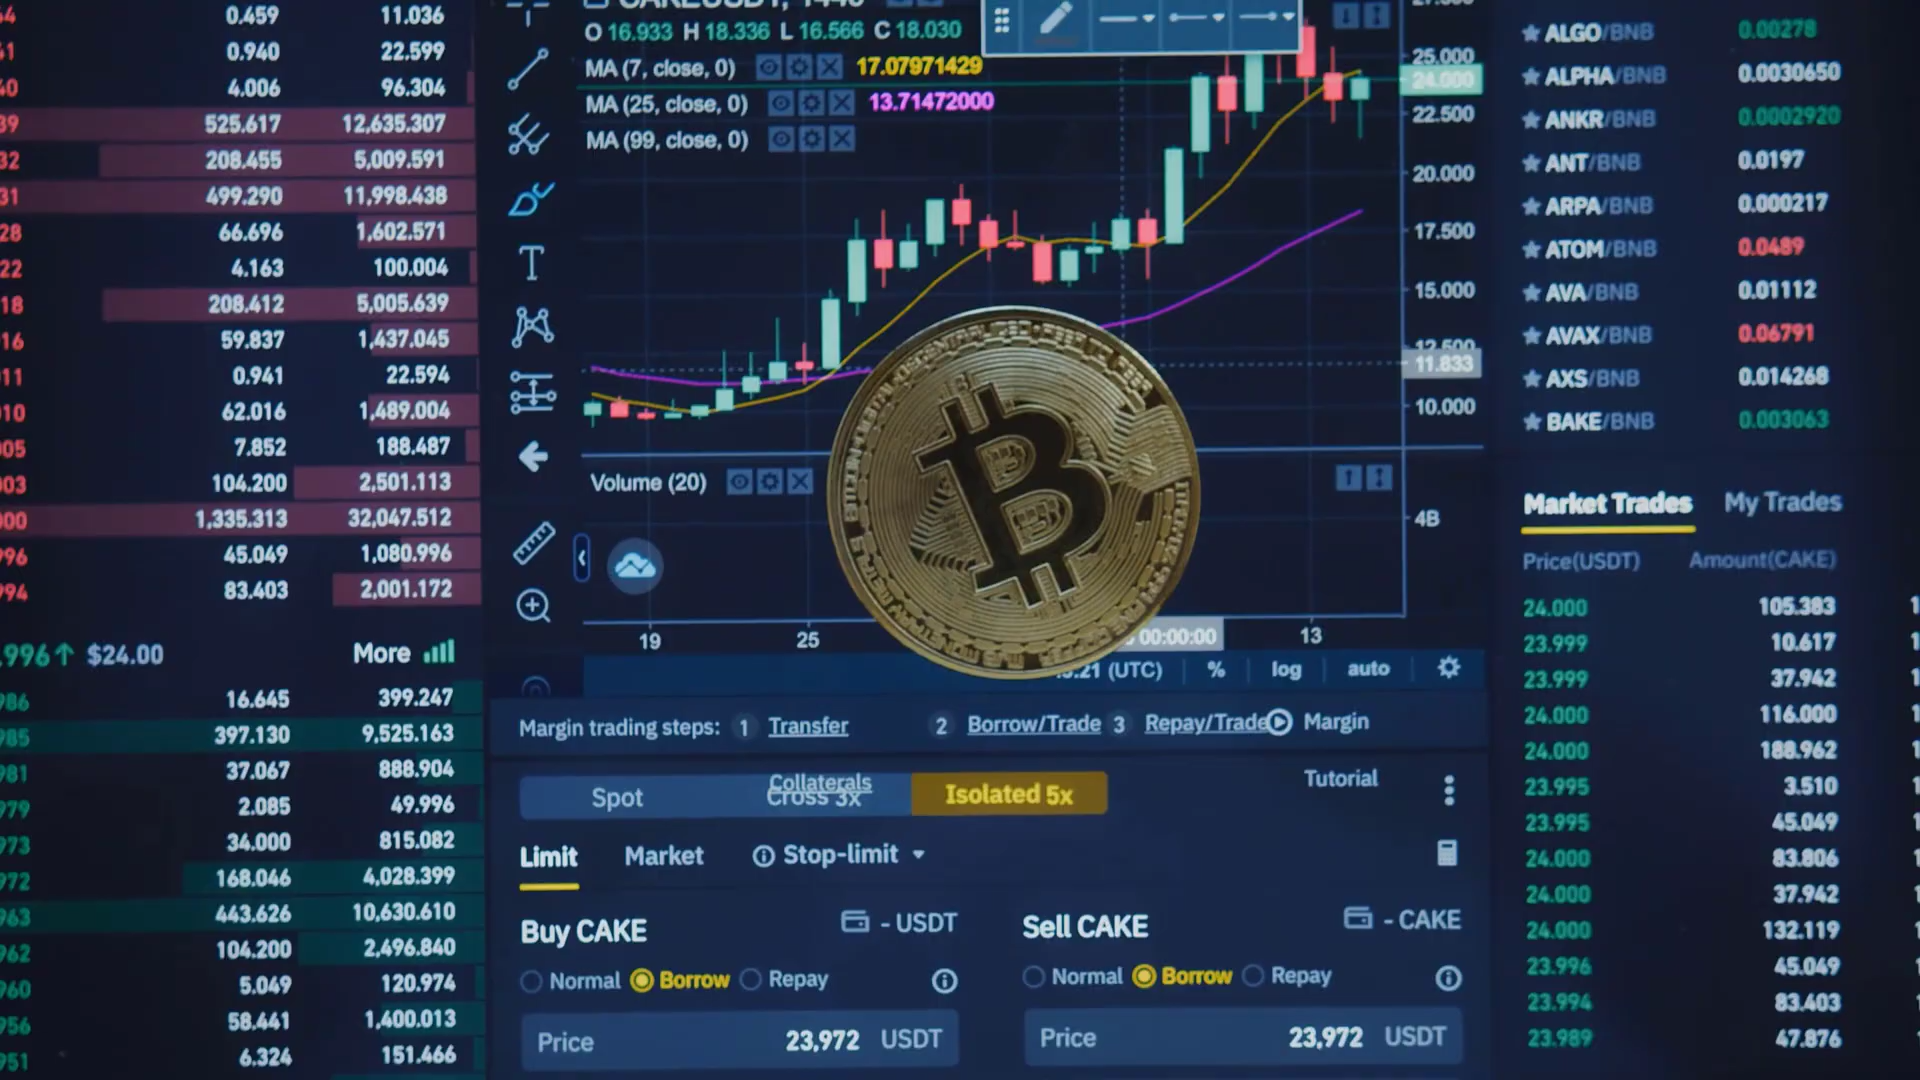 0.459 11.036
0.940 22.599
4.006 96.304
525.617 12,635.307
208.455 5,009.591
499.290 11,998.438
66.696 1,602.571
4.163 100.004
208.412 5,005.639
59.837 1,437.045
0.941 22.594
62.016 1,489.004
7.852 188.487
104.200 2,501.113
1,335.313 32,047.512
45.049 1,080.996
83.403 2,001.172
.996↑ $24.00 More
16.645 399.247
397.130 9,525.163
37.067 888.904
2.085 49.996
34.000 815.082
168.046 4,028.399
443.626 10,630.610
104.200 2,496.840
5.049 120.974
58.441 1,400.013
6.324 151.466
O 16.933 H 18.336 L 16.566 C 18.030
MA (7, close, 0) 17.07971429
MA (25, close, 0) 13.71472000
MA (99, close, 0)
25.000
24.000
22.500
20.000
17.500
15.000
12.500
11.833
10.000
Volume (20)
4B
19 25 00:00:00 13
(UTC) % log auto
Margin trading steps: 1 Transfer 2 Borrow/Trade 3 Repay/Trade Margin
Spot Collaterals Cross 3x Isolated 5x Tutorial
Limit Market Stop-limit
Buy CAKE - USDT
Normal Borrow Repay
Price 23,972 USDT
Sell CAKE - CAKE
Normal Borrow Repay
Price 23,972 USDT
ALGO/BNB 0.00278
ALPHA/BNB 0.0030650
ANKR/BNB 0.0002920
ANT/BNB 0.0197
ARPA/BNB 0.000217
ATOM/BNB 0.0489
AVA/BNB 0.01112
AVAX/BNB 0.06791
AXS/BNB 0.014268
BAKE/BNB 0.003063
Market Trades My Trades
Price(USDT) Amount(CAKE)
24.000 105.383
23.999 10.617
23.999 37.942
24.000 116.000
24.000 188.962
23.995 3.510
23.995 45.049
24.000 83.806
24.000 37.942
24.000 132.119
23.996 45.049
23.994 83.403
23.989 47.876